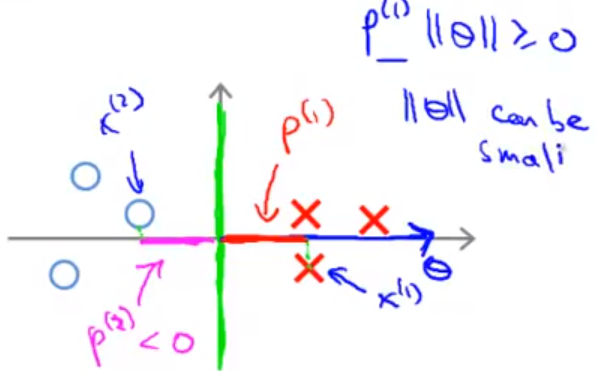 p⁽¹⁾ ||θ|| ≥ 0
||θ|| can be
small
x⁽²⁾
p⁽¹⁾
θ
x⁽¹⁾
p⁽²⁾ < 0